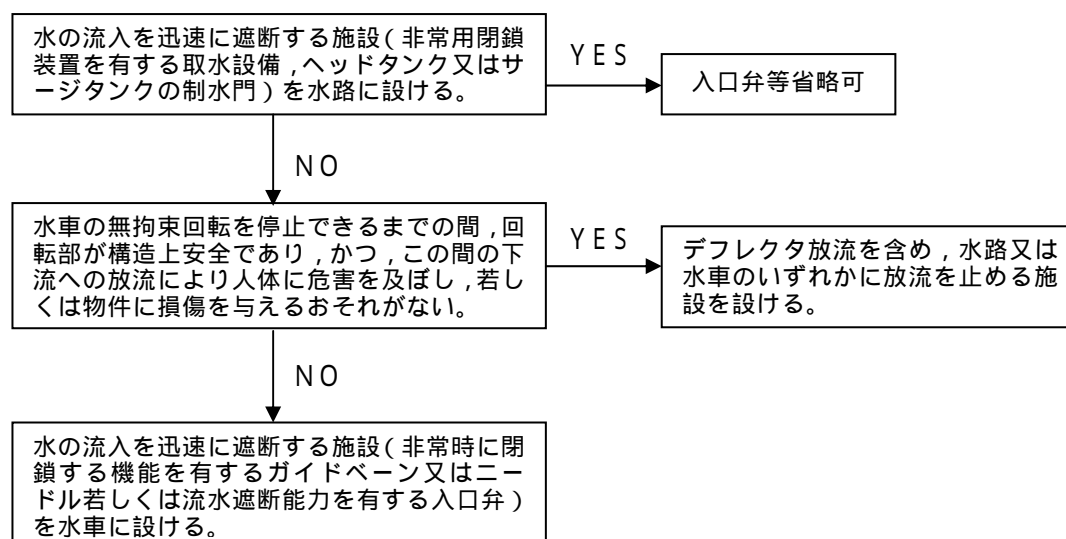 水の流入を迅速に遮断する施設(非常用閉鎖
装置を有する取水設備,ヘッドタンク又はサ
ージタンクの制水門)を水路に設ける。
YES
入口弁等省略可
NO
水車の無拘束回転を停止できるまでの間,回
転部が構造上安全であり,かつ,この間の下
流への放流により人体に危害を及ぼし,若し
くは物件に損傷を与えるおそれがない。
YES
デフレクタ放流を含め,水路又は
水車のいずれかに放流を止める施
設を設ける。
NO
水の流入を迅速に遮断する施設(非常時に閉
鎖する機能を有するガイドベーン又はニー
ドル若しくは流水遮断能力を有する入口弁)
を水車に設ける。